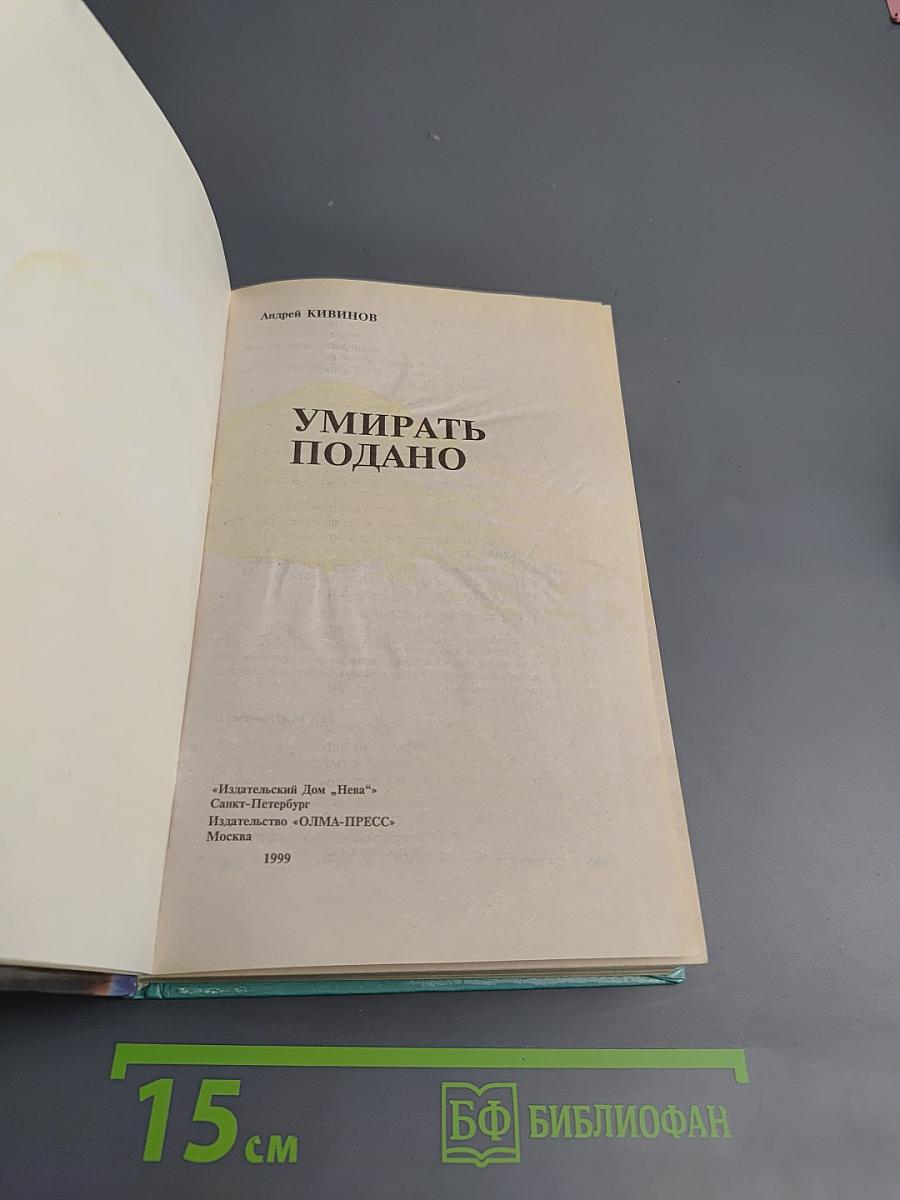 Андрей КИВИНОВ
УМИРАТЬ
ПОДАНО
«Издательский Дом „Нева“»
Санкт-Петербург
Издательство «ОЛМА-ПРЕСС»
Москва
1999
15 см
БФ БИБЛИОФАН